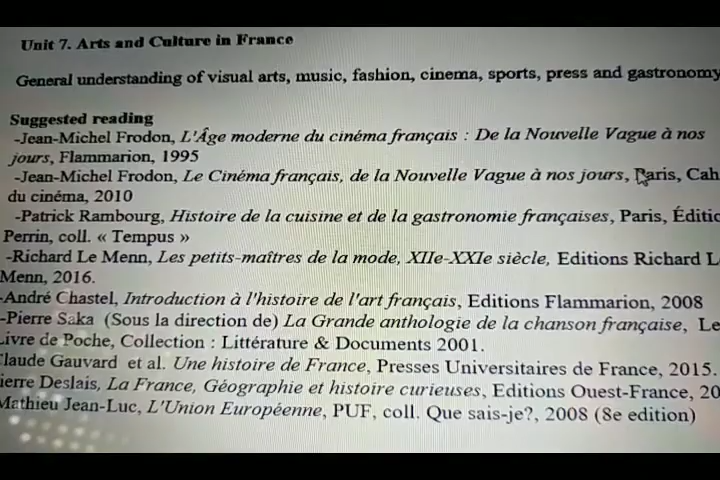 Unit 7. Arts and Culture in France
General understanding of visual arts, music, fashion, cinema, sports, press and gastronomy
Suggested reading
-Jean-Michel Frodon, L'Âge moderne du cinéma français : De la Nouvelle Vague à nos
jours, Flammarion, 1995
-Jean-Michel Frodon, Le Cinéma français, de la Nouvelle Vague à nos jours, Paris, Cah
du cinéma, 2010
-Patrick Rambourg, Histoire de la cuisine et de la gastronomie françaises, Paris, Éditio
Perrin, coll. « Tempus »
-Richard Le Menn, Les petits-maîtres de la mode, XIIe-XXIe siècle, Editions Richard L
Menn, 2016.
-André Chastel, Introduction à l'histoire de l'art français, Editions Flammarion, 2008
-Pierre Saka (Sous la direction de) La Grande anthologie de la chanson française, Le
Livre de Poche, Collection : Littérature & Documents 2001.
Claude Gauvard et al. Une histoire de France, Presses Universitaires de France, 2015.
ierre Deslais, La France, Géographie et histoire curieuses, Editions Ouest-France, 20
Mathieu Jean-Luc, L'Union Européenne, PUF, coll. Que sais-je?, 2008 (8e edition)